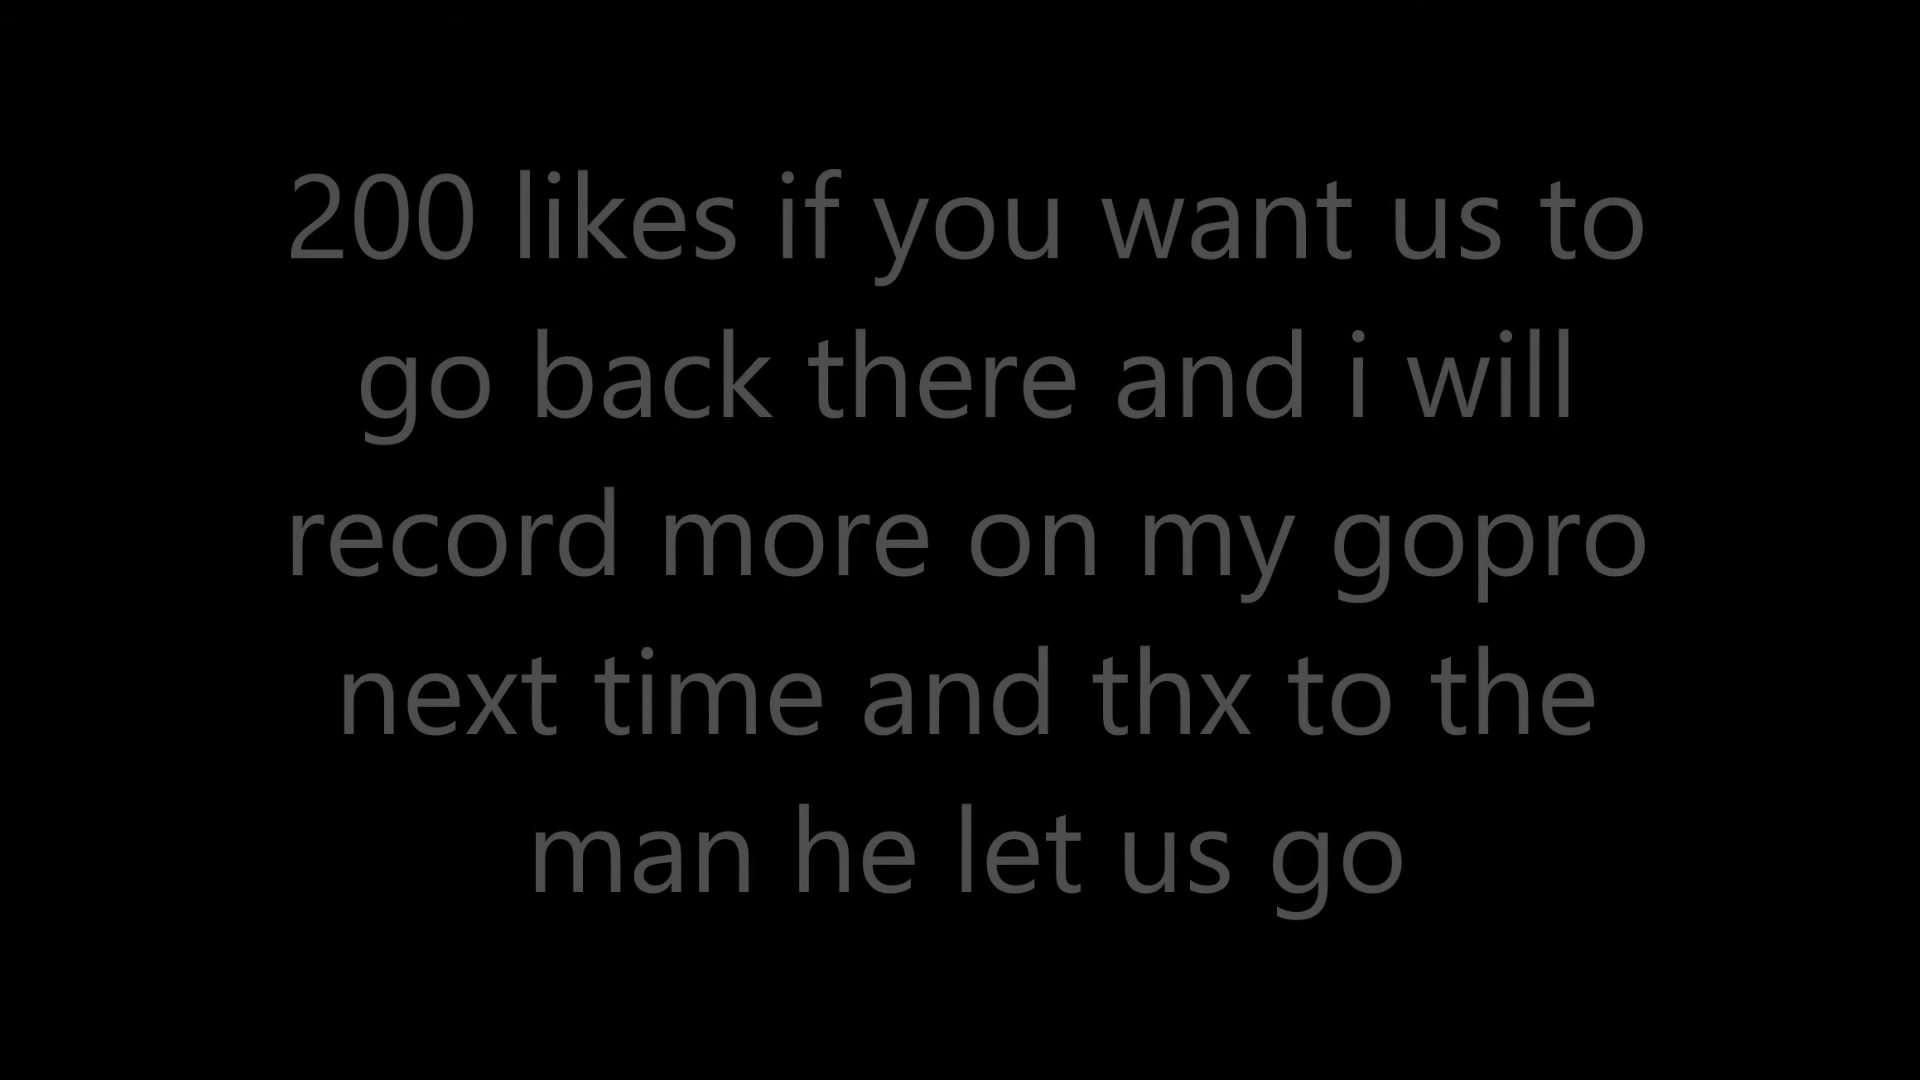 200 likes if you want us to
go back there and i will
record more on my gopro
next time and thx to the
man he let us go